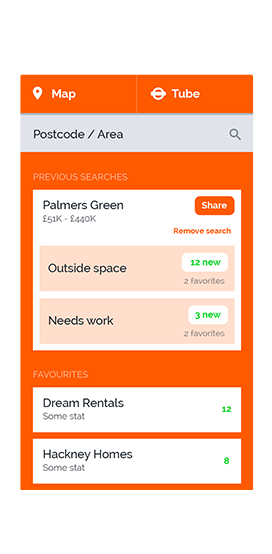 Map
Tube
Postcode / Area
PREVIOUS SEARCHES
Palmers Green
Share
£51K - £440K
Remove search
Outside space
12 new
2 favorites
Needs work
3 new
2 favorites
FAVOURITES
Dream Rentals
Some stat
12
Hackney Homes
Some stat
8